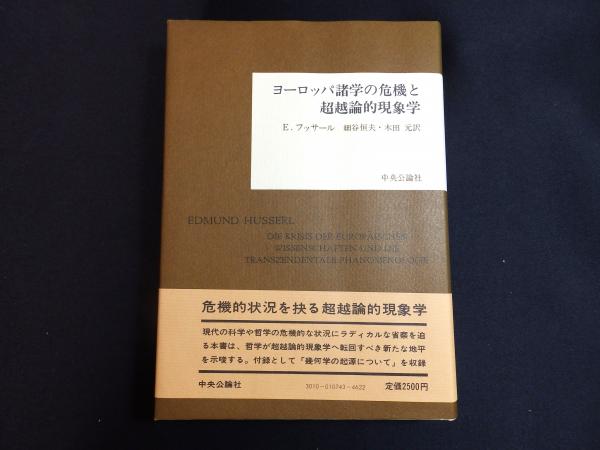 ヨーロッパ諸学の危機と
超越論的現象学
E.フッサール 細谷恒夫・木田 元訳
中央公論社
EDMUND HUSSERL
DIE KRISIS DER EUROPÄISCHEN
WISSENSCHAFTEN UND DIE
TRANSZENDENTALE PHÄNOMENOLOGIE
危機的状況を抉る超越論的現象学
現代の科学や哲学の危機的な状況にラディカルな省察を迫
る本書は、哲学が超越論的現象学へ転回すべき新たな地平
を示唆する。付録として「幾何学の起源について」を収録
中央公論社 3010-010743-4622 定価2500円